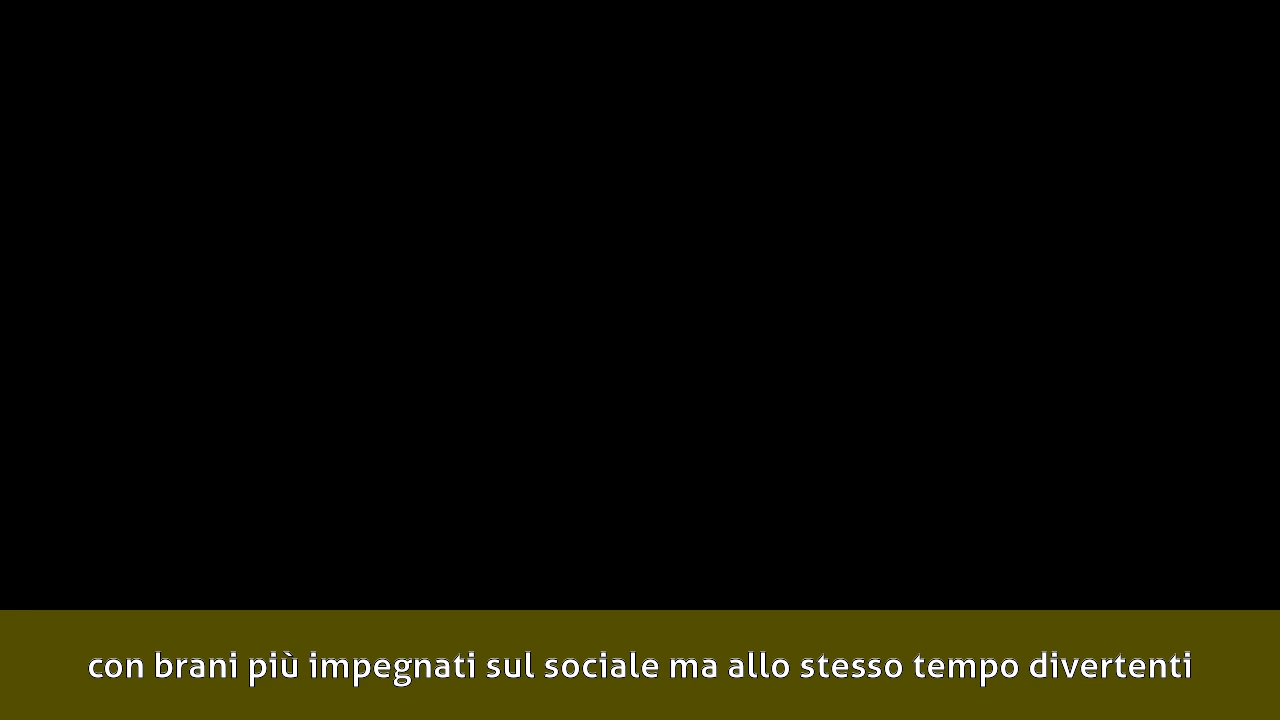 con brani più impegnati sul sociale ma allo stesso tempo divertenti